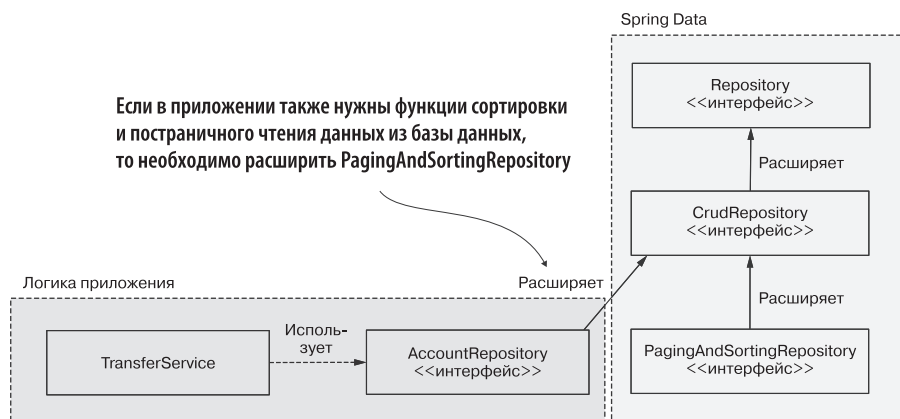 Spring Data
Repository
<<интерфейс>>
Если в приложении также нужны функции сортировки
и постраничного чтения данных из базы данных,
то необходимо расширить PagingAndSortingRepository
Расширяет
CrudRepository
<<интерфейс>>
Логика приложения
Расширяет
Расширяет
TransferService
Исполь-
зует
AccountRepository
<<интерфейс>>
PagingAndSortingRepository
<<интерфейс>>